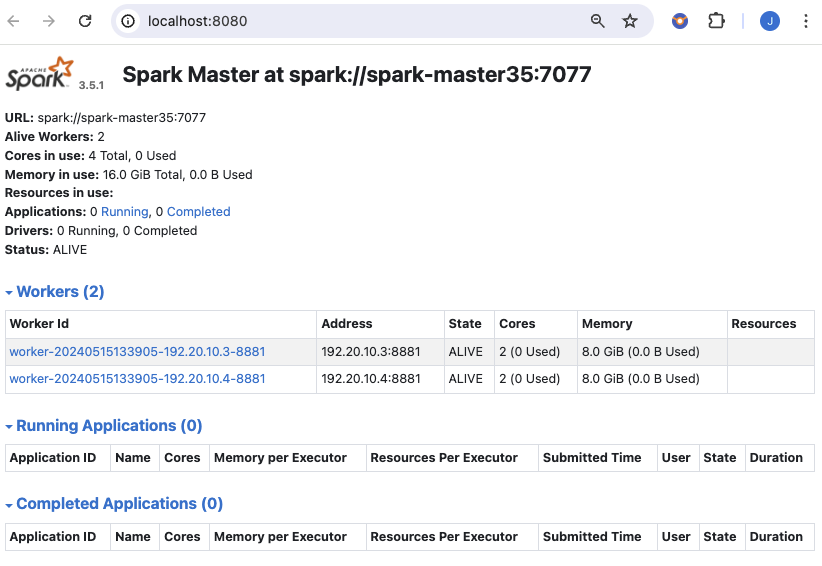 localhost:8080
J
APACHE
Spark 3.5.1 Spark Master at spark://spark-master35:7077
URL: spark://spark-master35:7077
Alive Workers: 2
Cores in use: 4 Total, 0 Used
Memory in use: 16.0 GiB Total, 0.0 B Used
Resources in use:
Applications: 0 Running, 0 Completed
Drivers: 0 Running, 0 Completed
Status: ALIVE
Workers (2)
Worker Id Address State Cores Memory Resources
worker-20240515133905-192.20.10.3-8881 192.20.10.3:8881 ALIVE 2 (0 Used) 8.0 GiB (0.0 B Used)
worker-20240515133905-192.20.10.4-8881 192.20.10.4:8881 ALIVE 2 (0 Used) 8.0 GiB (0.0 B Used)
Running Applications (0)
Application ID Name Cores Memory per Executor Resources Per Executor Submitted Time User State Duration
Completed Applications (0)
Application ID Name Cores Memory per Executor Resources Per Executor Submitted Time User State Duration